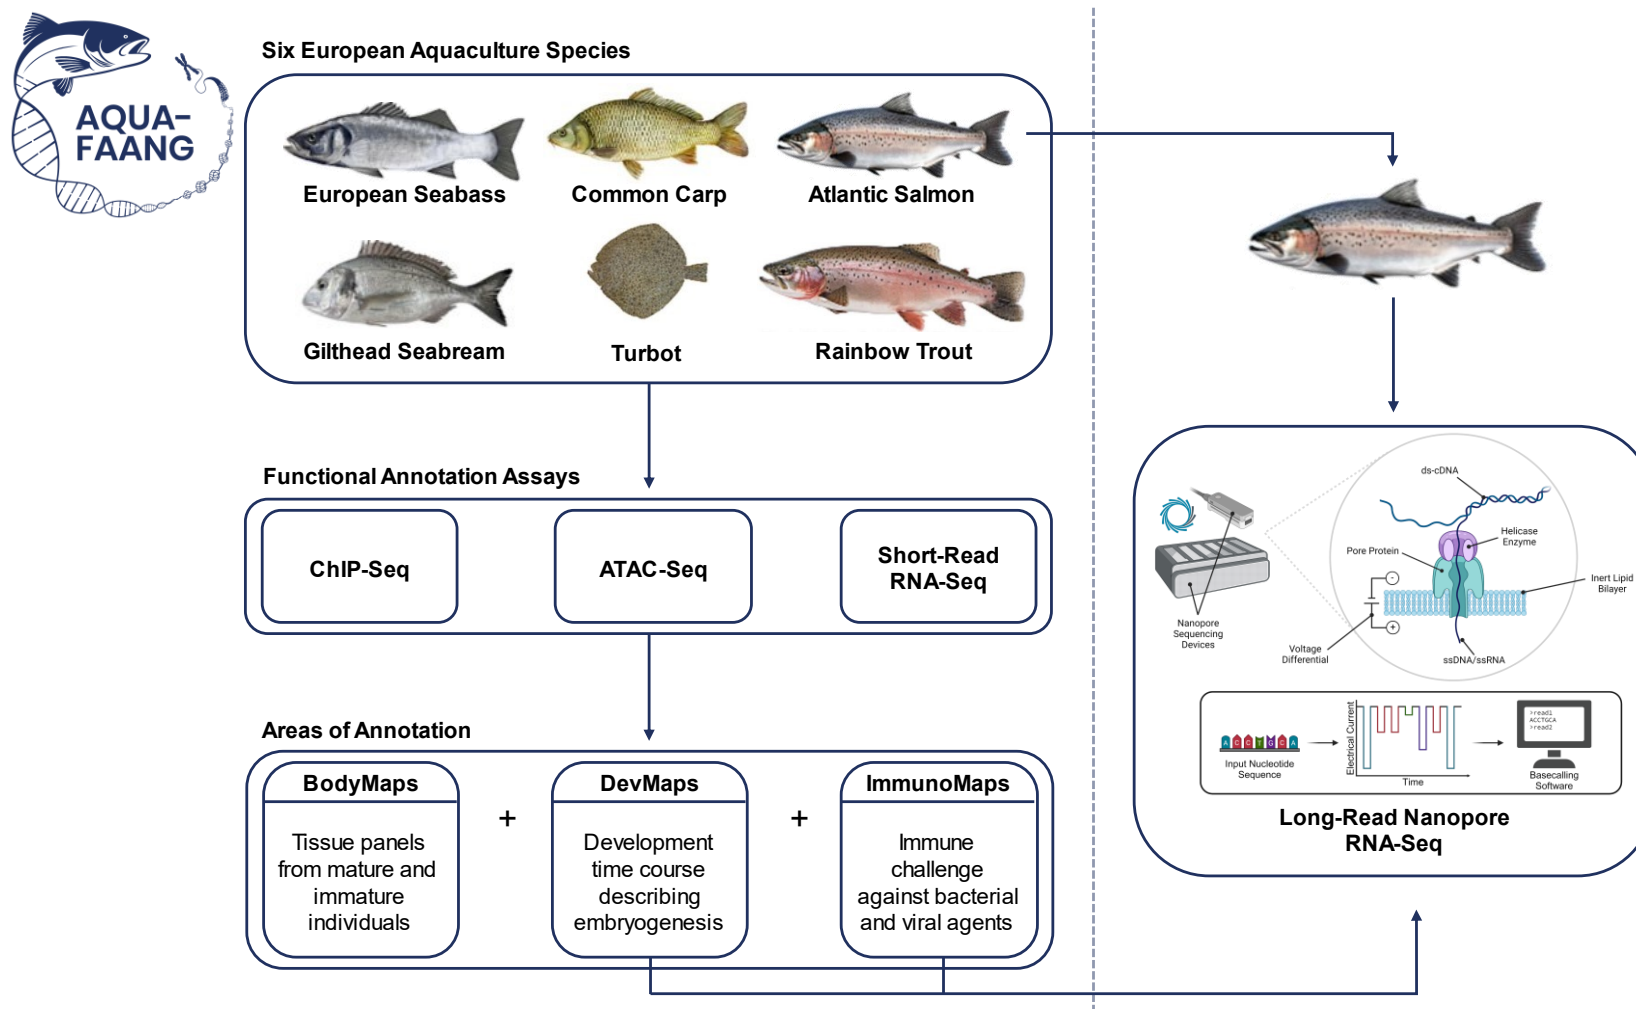 AQUA-
FAANG
Six European Aquaculture Species
European Seabass
Common Carp
Atlantic Salmon
Gilthead Seabream
Turbot
Rainbow Trout
Functional Annotation Assays
ChIP-Seq
ATAC-Seq
Short-Read
RNA-Seq
Areas of Annotation
BodyMaps
Tissue panels
from mature and
immature
individuals
+
DevMaps
Development
time course
describing
embryogenesis
+
ImmunoMaps
Immune
challenge
against bacterial
and viral agents
ds-cDNA
Helicase
Enzyme
Pore Protein
Inert Lipid
Bilayer
-
+
Nanopore
Sequencing
Devices
Voltage
Differential
ssDNA/ssRNA
A C C T G C A
Input Nucleotide
Sequence
Electrical Current
Time
>read1
ACCTGCA
>read2
Basecalling
Software
Long-Read Nanopore
RNA-Seq